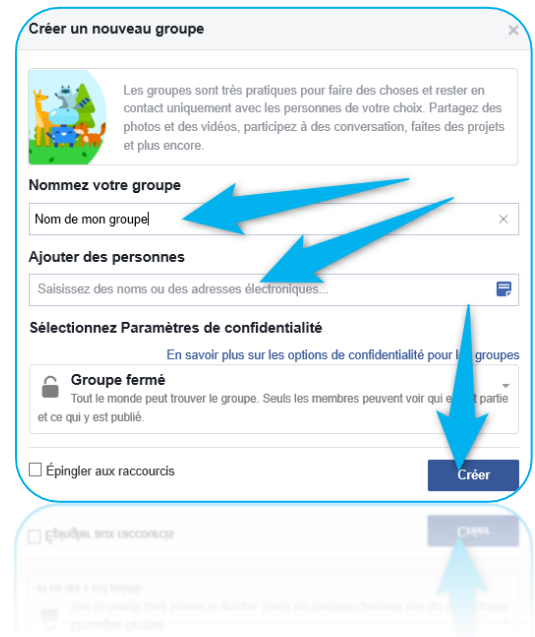 Créer un nouveau groupe
Les groupes sont très pratiques pour faire des choses et rester en
contact uniquement avec les personnes de votre choix. Partagez des
photos et des vidéos, participez à des conversation, faites des projets
et plus encore.
Nommez votre groupe
Nom de mon groupe
Ajouter des personnes
Saisissez des noms ou des adresses électroniques...
Sélectionnez Paramètres de confidentialité
En savoir plus sur les options de confidentialité pour les groupes
Groupe fermé
Tout le monde peut trouver le groupe. Seuls les membres peuvent voir qui partie
et ce qui y est publié.
Épingler aux raccourcis
Créer